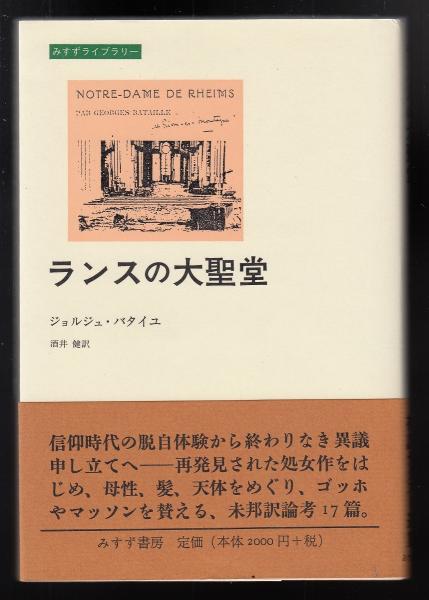 みすずライブラリー
NOTRE-DAME DE RHEIMS
PAR GEORGES BATAILLE
ランスの大聖堂
ジョルジュ・バタイユ
酒井 健訳
信仰時代の脱自体験から終わりなき異議
申し立てへ――再発見された処女作をは
じめ、母性、髪、天体をめぐり、ゴッホ
やマッソンを讃える、未邦訳論考17篇。
みすず書房 定価（本体2000円＋税）